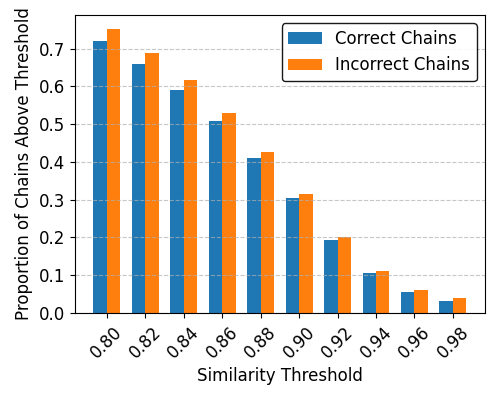 Proportion of Chains Above Threshold
0.7
0.6
0.5
0.4
0.3
0.2
0.1
0.0
Correct Chains
Incorrect Chains
0.80 0.82 0.84 0.86 0.88 0.90 0.92 0.94 0.96 0.98
Similarity Threshold